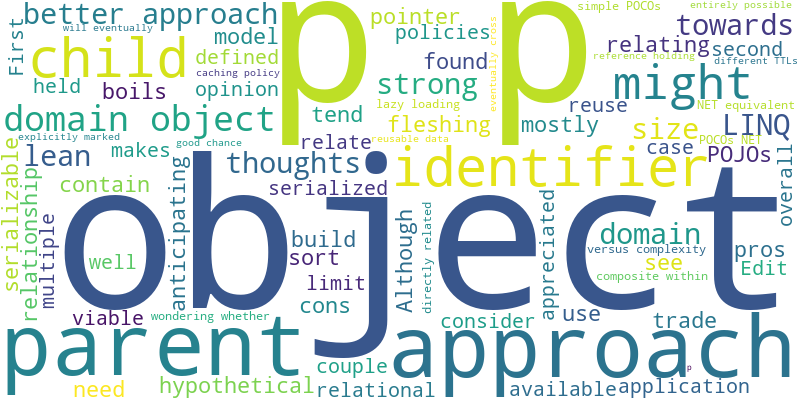 First
better approach
will eventually
child
defined
caching policy
held
boils
opinion
model
p p
pointer
simple POCOs
entirely possible
policies
towards
relating
second
different TTLs
found
strong
eventually cross
might
reference holding
lazy loading
reuse
NET equivalent
domain object
tend
fleshing
mostly
size
LINQ
explicitly marked
good chance
relate
reusable data
case
POCOs NET
lean
makes
thoughts
identifier
POJOs
serializable
relationship
contain
anticipating
serialized
object
overall
multiple
well
build
sort
Although
directly related
appreciated
domain
versus complexity
pros
see
Edit
composite within
limit
cons
viable
wondering whether
parent
consider
use
trade
approach
couple
p
need
hypothetical
relational
available
application